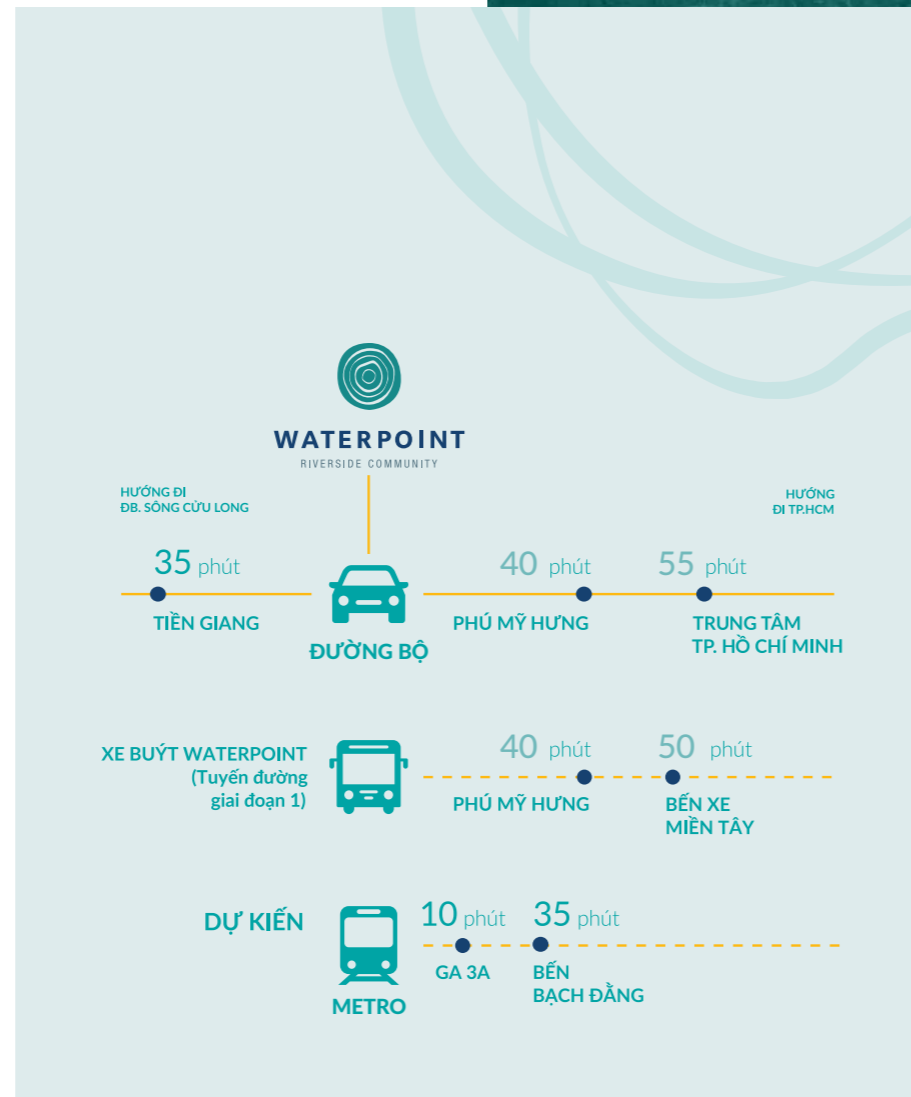 WATERPOINT
RIVERSIDE COMMUNITY
HƯỚNG ĐI
ĐB. SÔNG CỬU LONG
HƯỚNG
ĐI TP.HCM
35 phút
40 phút
55 phút
TIỀN GIANG
ĐƯỜNG BỘ
PHÚ MỸ HƯNG
TRUNG TÂM
TP. HỒ CHÍ MINH
XE BUÝT WATERPOINT
(Tuyến đường
giai đoạn 1)
40 phút
50 phút
PHÚ MỸ HƯNG
BẾN XE
MIỀN TÂY
DỰ KIẾN
METRO
10 phút
35 phút
GA 3A
BẾN
BẠCH ĐẰNG